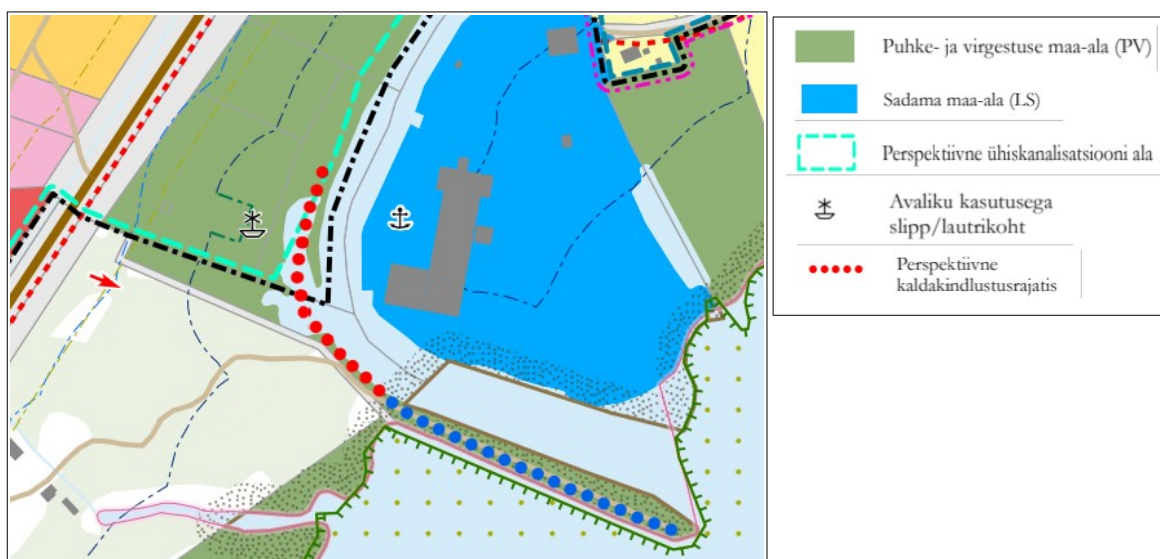 Puhke- ja virgestuse maa-ala (PV)
Sadama maa-ala (LS)
Perspektiivne ühiskanalisatsiooni ala
Avaliku kasutusega
slipp/lautrikoht
Perspektiivne
kaldakindlustusrajatis